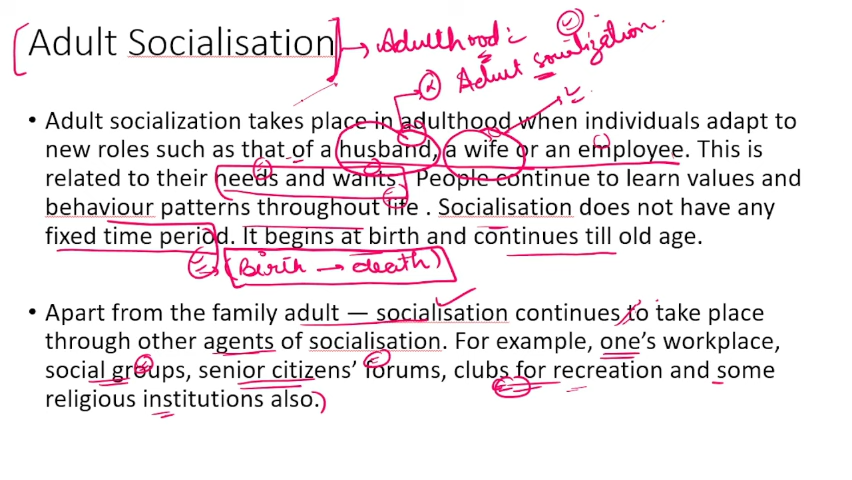 Adult Socialisation → Adulthood :
Adult socialization.
• Adult socialization takes place in adulthood when individuals adapt to
new roles such as that of a husband, a wife or an employee. This is
related to their needs and wants. People continue to learn values and
behaviour patterns throughout life . Socialisation does not have any
fixed time period. It begins at birth and continues till old age.
(Birth → death)
• Apart from the family adult — socialisation continues to take place
through other agents of socialisation. For example, one's workplace,
social groups, senior citizens' forums, clubs for recreation and some
religious institutions also.